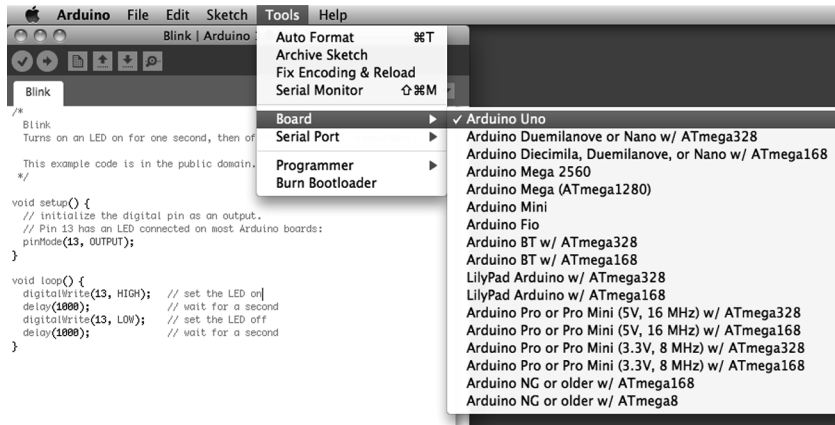 Arduino File Edit Sketch Tools Help
Blink | Arduino
Auto Format ⌘T
Archive Sketch
Fix Encoding & Reload
Serial Monitor ⇧⌘M
Board
Serial Port
Programmer
Burn Bootloader
✓ Arduino Uno
Arduino Duemilanove or Nano w/ ATmega328
Arduino Diecimila, Duemilanove, or Nano w/ ATmega168
Arduino Mega 2560
Arduino Mega (ATmega1280)
Arduino Mini
Arduino Fio
Arduino BT w/ ATmega328
Arduino BT w/ ATmega168
LilyPad Arduino w/ ATmega328
LilyPad Arduino w/ ATmega168
Arduino Pro or Pro Mini (5V, 16 MHz) w/ ATmega328
Arduino Pro or Pro Mini (5V, 16 MHz) w/ ATmega168
Arduino Pro or Pro Mini (3.3V, 8 MHz) w/ ATmega328
Arduino Pro or Pro Mini (3.3V, 8 MHz) w/ ATmega168
Arduino NG or older w/ ATmega168
Arduino NG or older w/ ATmega8
Blink
/*
Blink
Turns on an LED on for one second, then of
This example code is in the public domain.
*/
void setup() {
// initialize the digital pin as an output.
// Pin 13 has an LED connected on most Arduino boards:
pinMode(13, OUTPUT);
}
void loop() {
digitalWrite(13, HIGH); // set the LED on
delay(1000); // wait for a second
digitalWrite(13, LOW); // set the LED off
delay(1000); // wait for a second
}